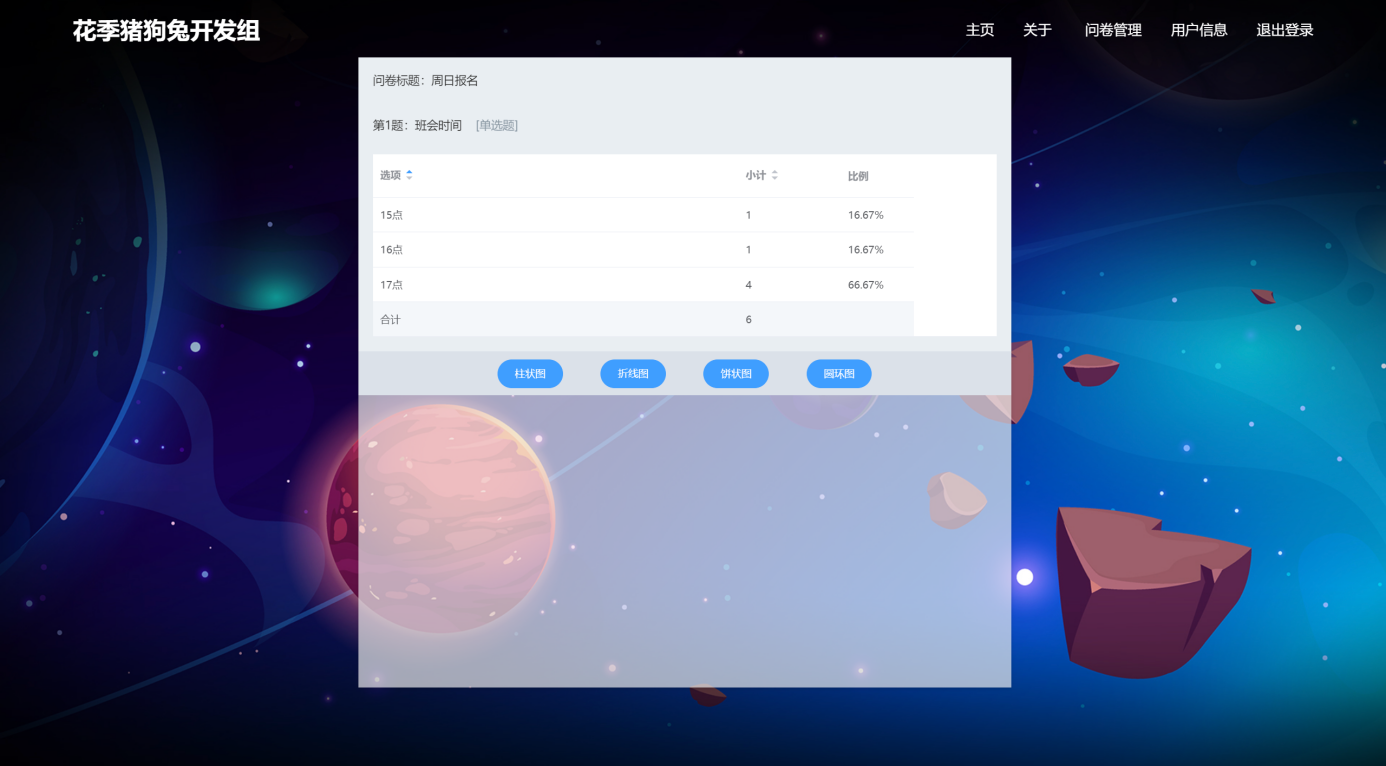 花季猪狗兔开发组 主页 关于 问卷管理 用户信息 退出登录
问卷标题：周日报名
第1题：班会时间 [单选题]
选项 小计 比例
15点 1 16.67%
16点 1 16.67%
17点 4 66.67%
合计 6
柱状图 折线图 饼状图 圆环图